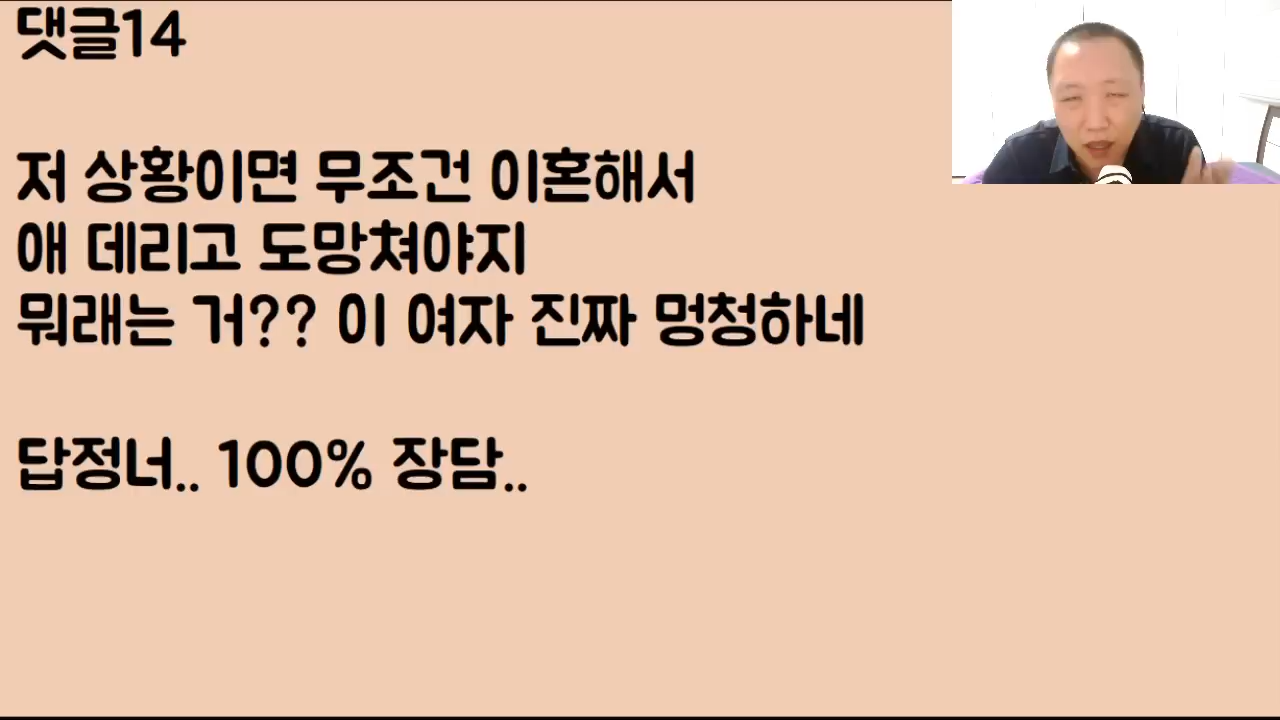 댓글14
저 상황이면 무조건 이혼해서
애 데리고 도망쳐야지
뭐래는 거?? 이 여자 진짜 멍청하네
답정너.. 100% 장담..